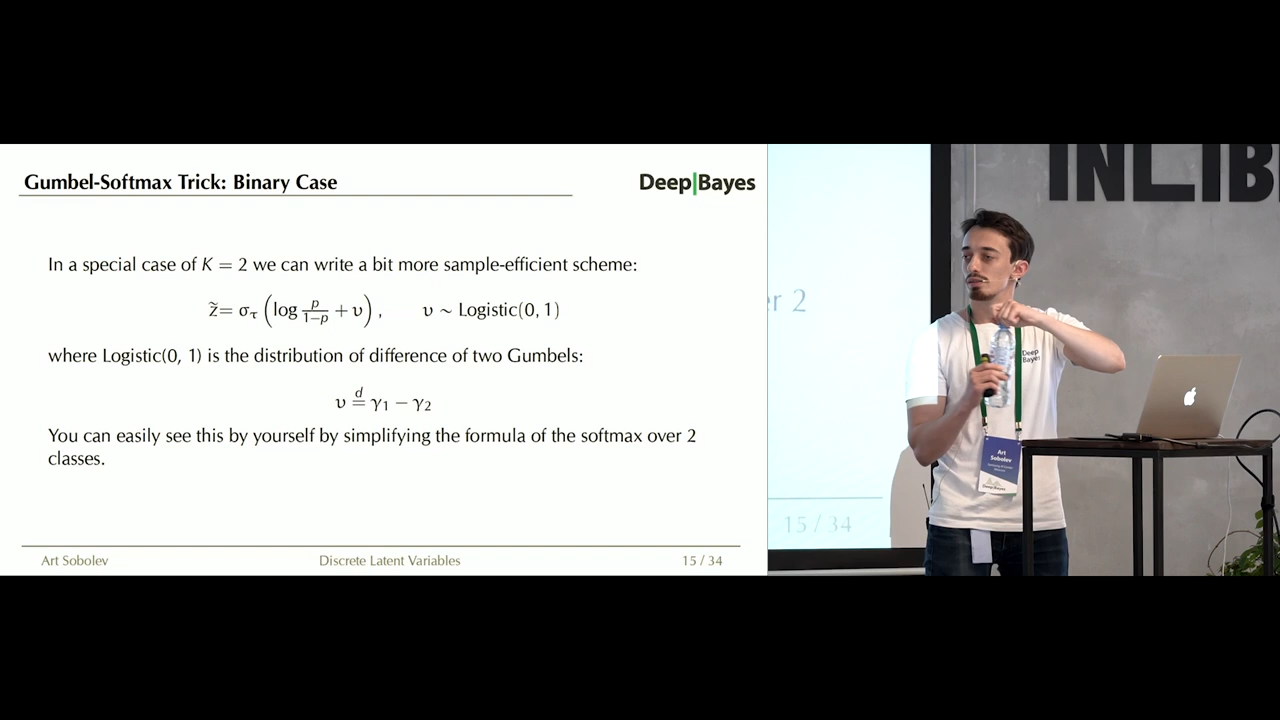 Gumbel-Softmax Trick: Binary Case
Deep|Bayes
In a special case of K = 2 we can write a bit more sample-efficient scheme:
z̃ = σ_τ (log p/(1−p) + υ), υ ∼ Logistic(0, 1)
where Logistic(0, 1) is the distribution of difference of two Gumbels:
υ =ᵈ γ₁ − γ₂
You can easily see this by yourself by simplifying the formula of the softmax over 2
classes.
Art Sobolev
Discrete Latent Variables
15 / 34
INLIB
er 2
Deep
Bayes
Art
Sobolev
Deep|Bayes
15 / 34